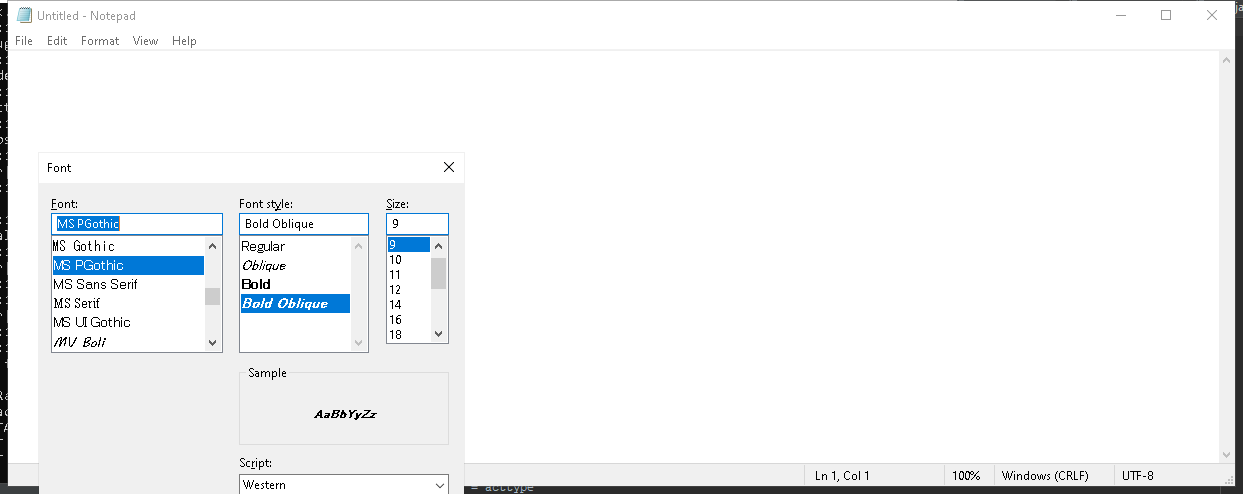 Untitled - Notepad
File Edit Format View Help
Font
Font: Font style: Size:
MS PGothic Bold Oblique 9
MS Gothic Regular 9
MS PGothic Oblique 10
MS Sans Serif Bold 11
MS Serif Bold Oblique 12
MS UI Gothic 14
MV Boli 16
18
Sample
AaBbYyZz
Script:
Western
Ln 1, Col 1 100% Windows (CRLF) UTF-8
= acctype